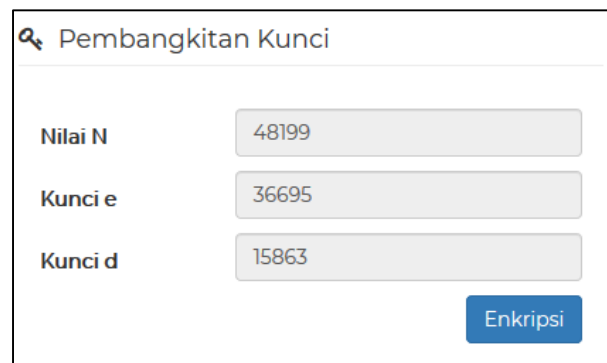 Pembangkitan Kunci
Nilai N 48199
Kunci e 36695
Kunci d 15863
Enkripsi